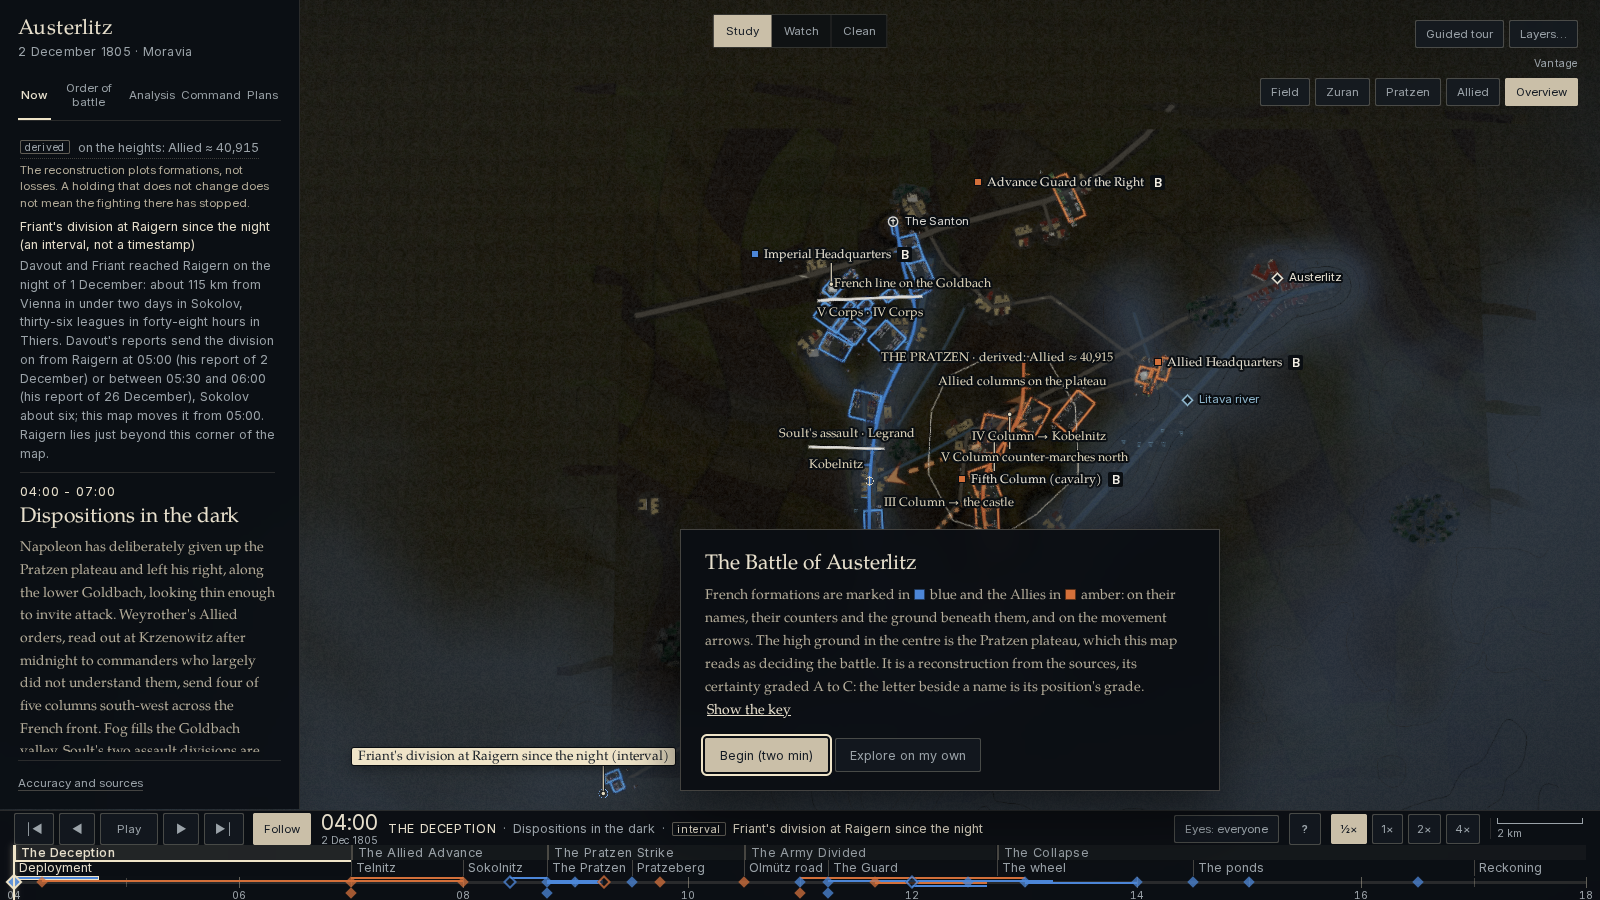 Austerlitz
2 December 1805 · Moravia
Now
Order of
battle
Analysis
Command
Plans
derived on the heights: Allied ≈ 40,915
The reconstruction plots formations, not
losses. A holding that does not change does
not mean the fighting there has stopped.
Friant's division at Raigern since the night
(an interval, not a timestamp)
Davout and Friant reached Raigern on the
night of 1 December: about 115 km from
Vienna in under two days in Sokolov,
thirty-six leagues in forty-eight hours in
Thiers. Davout's reports send the division
on from Raigern at 05:00 (his report of 2
December) or between 05:30 and 06:00
(his report of 26 December), Sokolov
about six; this map moves it from 05:00.
Raigern lies just beyond this corner of the
map.
04:00 - 07:00
Dispositions in the dark
Napoleon has deliberately given up the
Pratzen plateau and left his right, along
the lower Goldbach, looking thin enough
to invite attack. Weyrother's Allied
orders, read out at Krzenowitz after
midnight to commanders who largely
did not understand them, send four of
five columns south-west across the
French front. Fog fills the Goldbach
valley. Soult's two assault divisions are
Accuracy and sources
Study
Watch
Clean
Guided tour
Layers...
Vantage
Field
Zuran
Pratzen
Allied
Overview
Advance Guard of the Right B
The Santon
Imperial Headquarters B
French line on the Goldbach
V Corps · IV Corps
Austerlitz
THE PRATZEN · derived: Allied ≈ 40,915
Allied Headquarters B
Allied columns on the plateau
Litava river
Soult's assault · Legrand
IV Column → Kobelnitz
V Column counter-marches north
Kobelnitz
Fifth Column (cavalry) B
III Column → the castle
The Battle of Austerlitz
French formations are marked in blue and the Allies in amber: on their
names, their counters and the ground beneath them, and on the movement
arrows. The high ground in the centre is the Pratzen plateau, which this map
reads as deciding the battle. It is a reconstruction from the sources, its
certainty graded A to C: the letter beside a name is its position's grade.
Show the key
Begin (two min)
Explore on my own
Friant's division at Raigern since the night (interval)
Play
Follow
04:00
2 Dec 1805
THE DECEPTION · Dispositions in the dark · interval Friant's division at Raigern since the night
Eyes: everyone
?
½×
1×
2×
4×
2 km
The Deception
The Allied Advance
The Pratzen Strike
The Army Divided
The Collapse
Deployment
Telnitz
Sokolnitz
The Pratzen
Pratzeberg
Olmütz road
The Guard
The wheel
The ponds
Reckoning
04
06
08
10
12
14
16
18